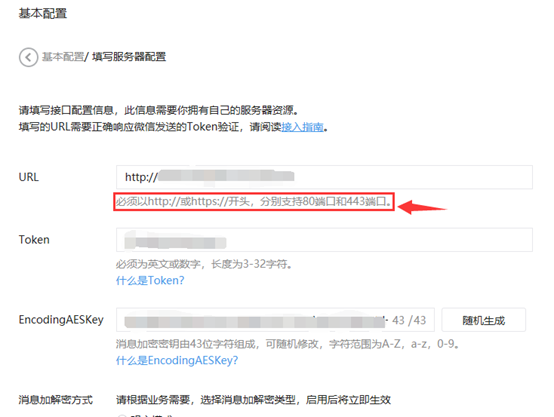 基本配置
基本配置/ 填写服务器配置
请填写接口配置信息，此信息需你拥有自己的服务器资源。
填写的URL需要正确响应微信发送的Token验证，请阅读接入指南。
URL
http://
必须以http://或https://开头，分别支持80端口和443端口。
Token
必须为英文或数字，长度为3-32字符。
什么是Token?
EncodingAESKey
43 /43
随机生成
消息加密密钥由43位字符组成，可随机修改，字符范围为A-Z，a-z，0-9。
什么是EncodingAESKey?
消息加解密方式
请根据业务需要，选择消息加解密类型，启用后将立即生效